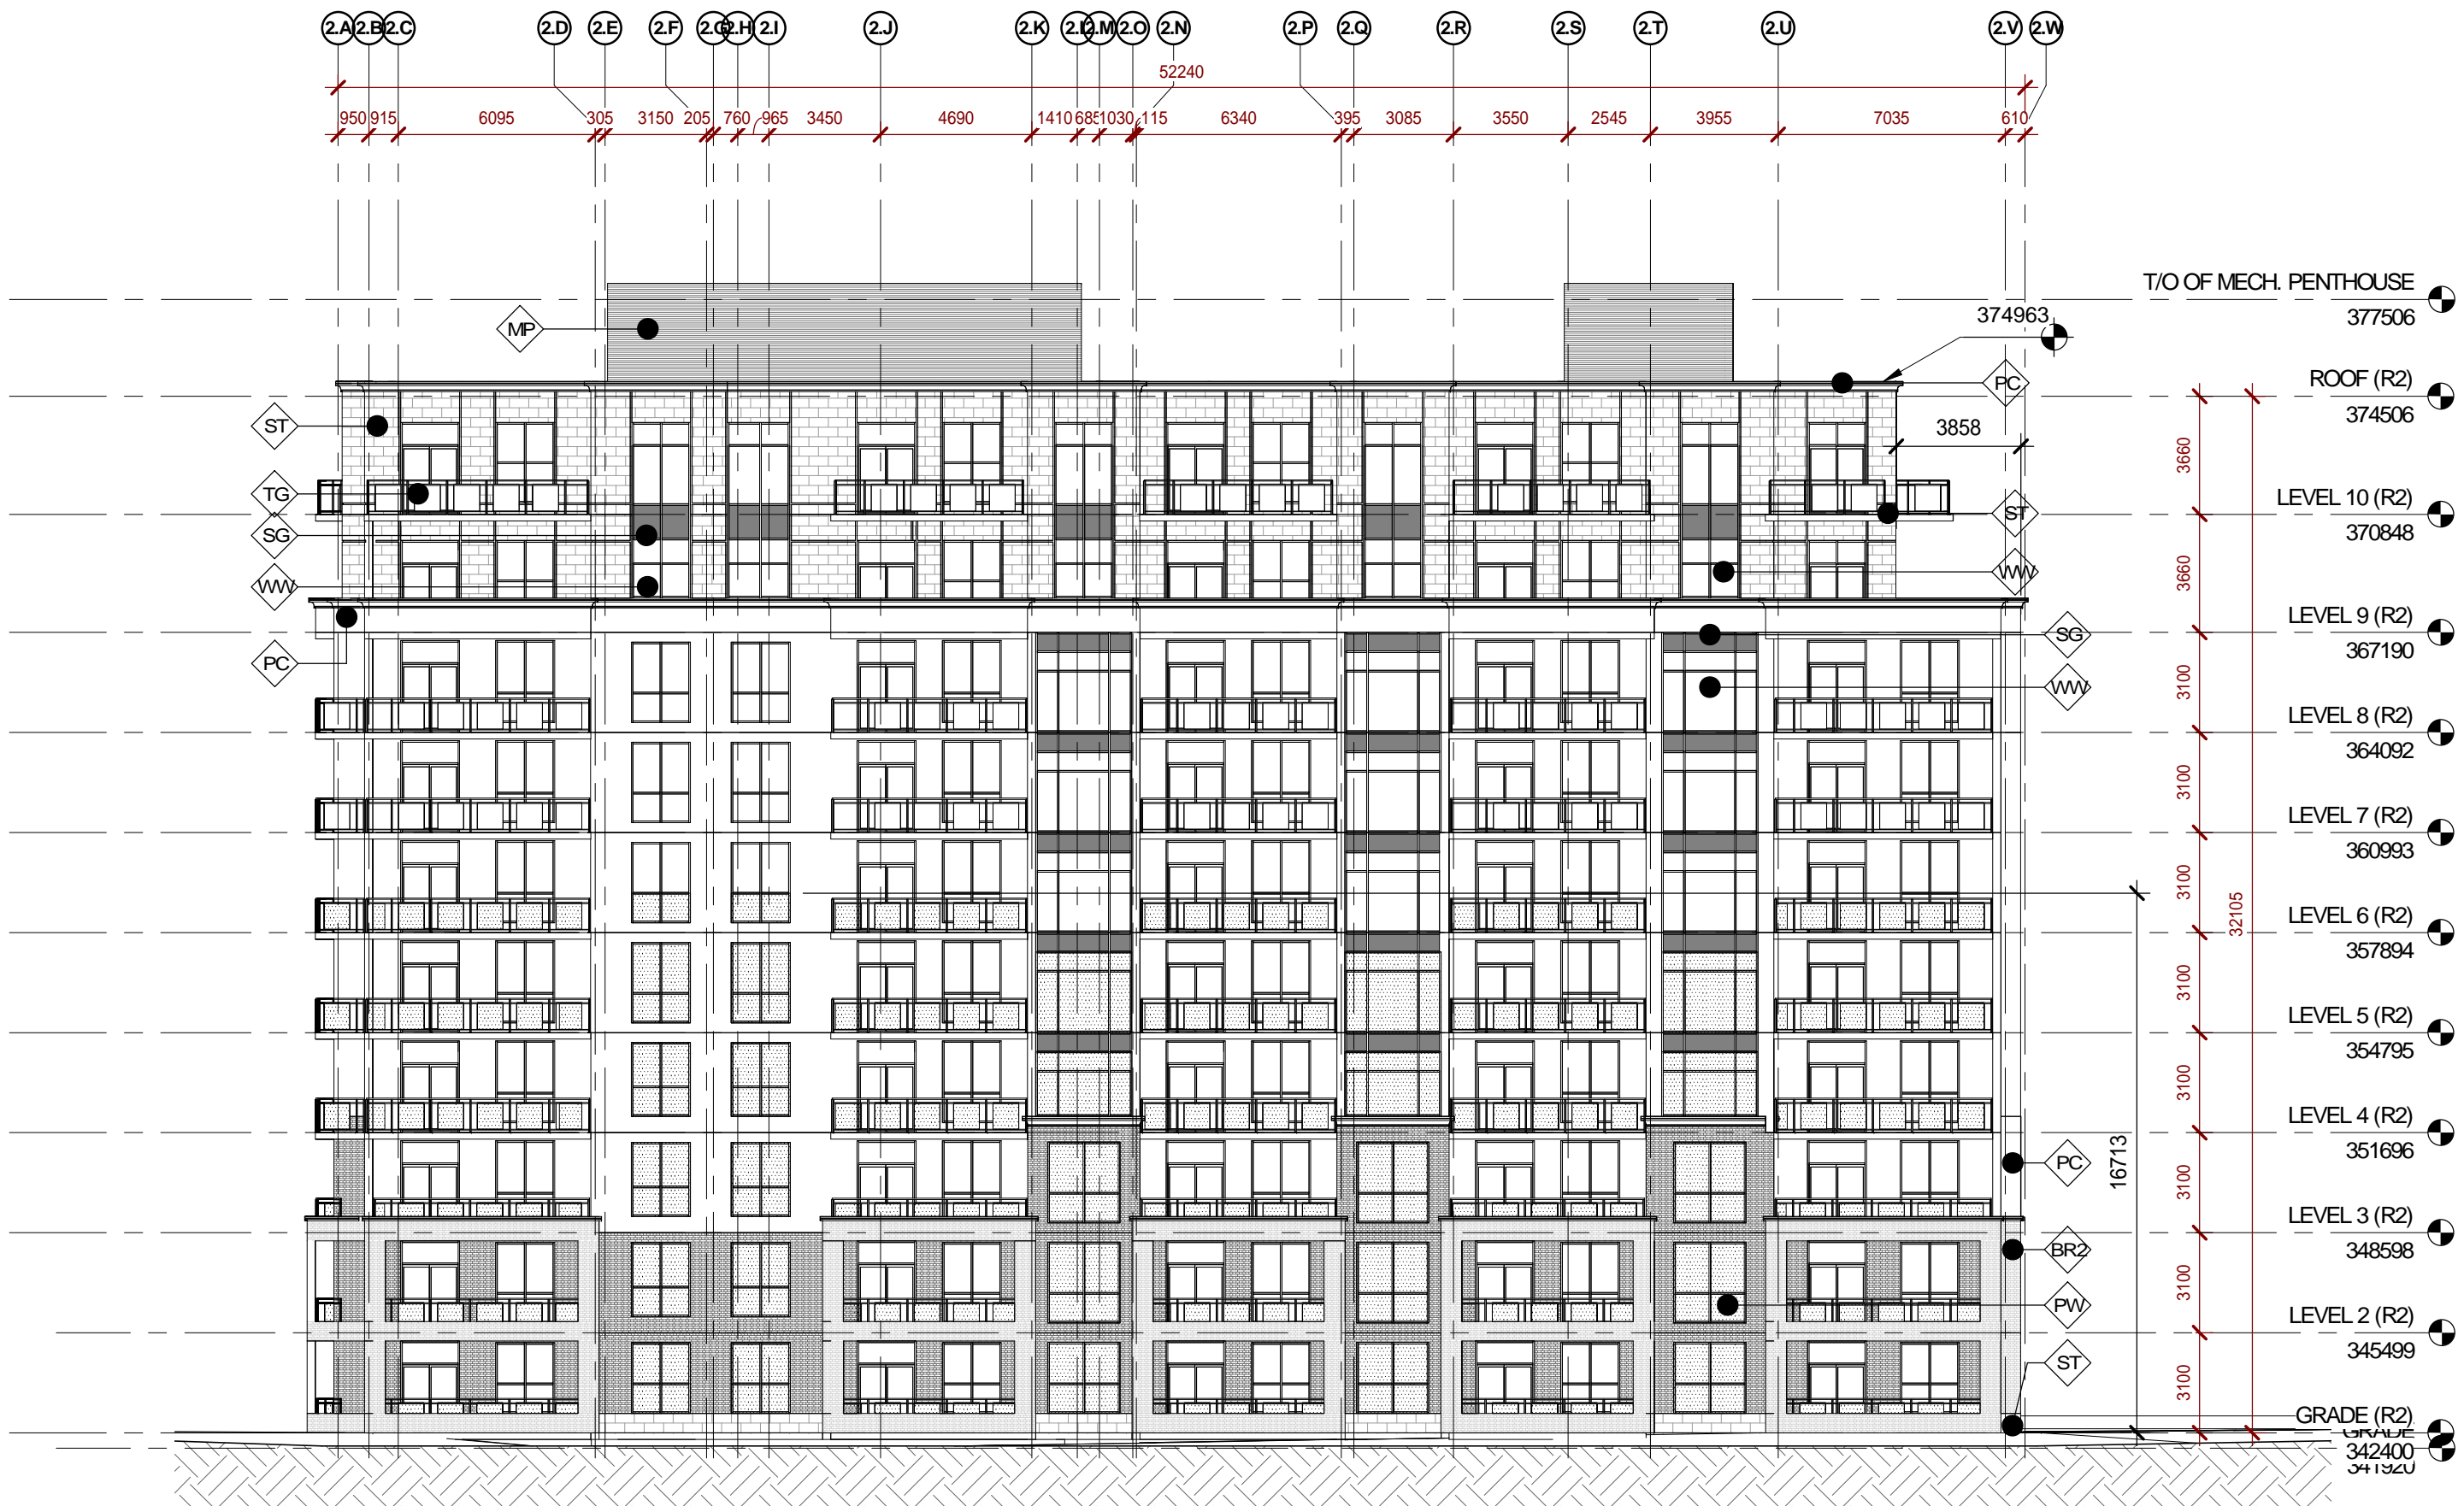 2.A 2.B 2.C 2.D 2.E 2.F 2.G 2.H 2.I 2.J 2.K 2.L 2.M 2.O 2.N 2.P 2.Q 2.R 2.S 2.T 2.U 2.V 2.W
52240
950 915 6095 305 3150 205 760 965 3450 4690 1410 685 1030 115 6340 395 3085 3550 2545 3955 7035 610
T/O OF MECH. PENTHOUSE
377506
374963
MP
PC
ROOF (R2)
374506
ST
3858
3660
TG
LEVEL 10 (R2)
370848
ST
SG
WW
WW
3660
PC
LEVEL 9 (R2)
367190
SG
WW
3100
LEVEL 8 (R2)
364092
3100
LEVEL 7 (R2)
360993
3100
32105
LEVEL 6 (R2)
357894
3100
LEVEL 5 (R2)
354795
3100
LEVEL 4 (R2)
351696
16713
PC
3100
LEVEL 3 (R2)
348598
BR2
3100
PW
LEVEL 2 (R2)
345499
ST
3100
GRADE (R2)
GRADE
342400
341920